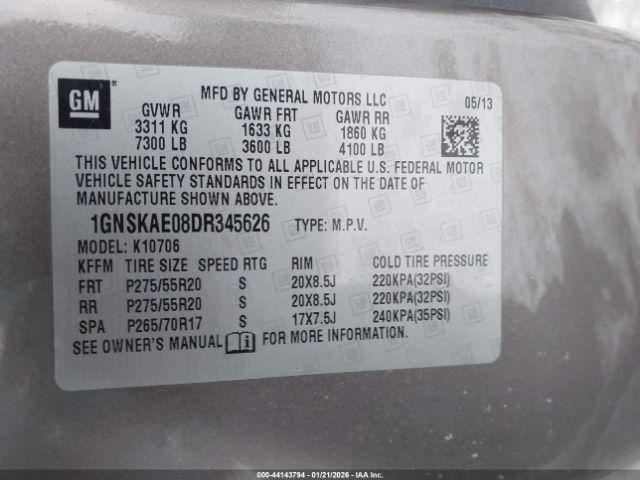 GM
MFD BY GENERAL MOTORS LLC 05/13
GVWR GAWR FRT GAWR RR
3311 KG 1633 KG 1860 KG
7300 LB 3600 LB 4100 LB
THIS VEHICLE CONFORMS TO ALL APPLICABLE U.S. FEDERAL MOTOR
VEHICLE SAFETY STANDARDS IN EFFECT ON THE DATE OF
MANUFACTURE SHOWN ABOVE.
1GNSKAE08DR345626 TYPE: M.P.V.
MODEL: K10706
KFFM TIRE SIZE SPEED RTG RIM COLD TIRE PRESSURE
FRT P275/55R20 S 20X8.5J 220KPA(32PSI)
RR P275/55R20 S 20X8.5J 220KPA(32PSI)
SPA P265/70R17 S 17X7.5J 240KPA(35PSI)
SEE OWNER'S MANUAL FOR MORE INFORMATION.
000-44143794 - 01/21/2026 - IAAI.COM